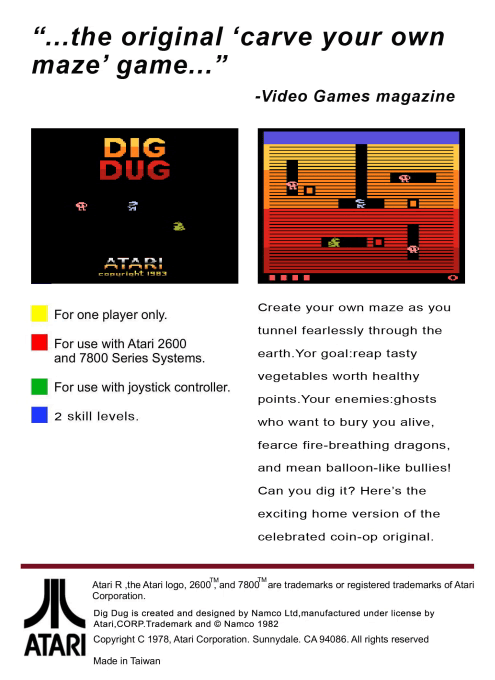 “...the original ‘carve your own
maze’ game...”
-Video Games magazine
DIG
DUG
ATARI
copyright 1983
For one player only.
For use with Atari 2600
and 7800 Series Systems.
For use with joystick controller.
2 skill levels.
Create your own maze as you
tunnel fearlessly through the
earth.Yor goal:reap tasty
vegetables worth healthy
points.Your enemies:ghosts
who want to bury you alive,
fearce fire-breathing dragons,
and mean balloon-like bullies!
Can you dig it? Here’s the
exciting home version of the
celebrated coin-op original.
Atari R ,the Atari logo, 2600™, and 7800™ are trademarks or registered trademarks of Atari
Corporation.
Dig Dug is created and designed by Namco Ltd,manufactured under license by
Atari,CORP.Trademark and © Namco 1982
Copyright C 1978, Atari Corporation. Sunnydale. CA 94086. All rights reserved
Made in Taiwan
ATARI